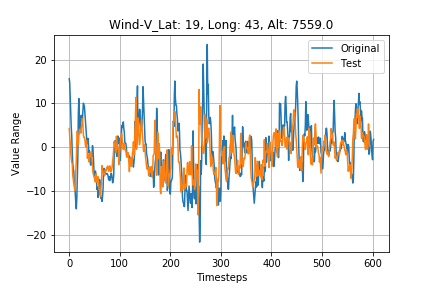 Wind-V_Lat: 19, Long: 43, Alt: 7559.0
Original
Test
Value Range
20
10
0
−10
−20
0 100 200 300 400 500 600
Timesteps